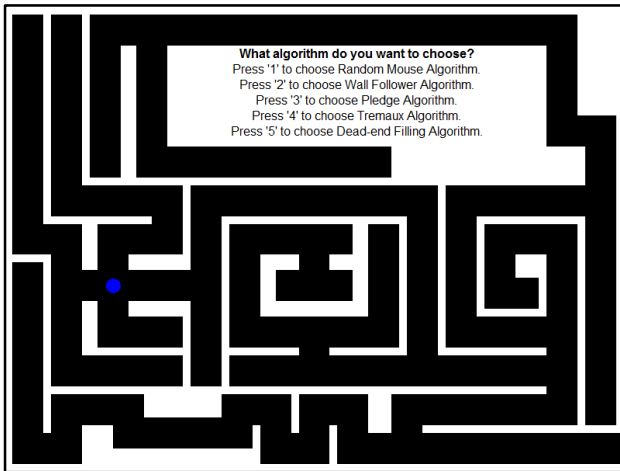 What algorithm do you want to choose?
Press '1' to choose Random Mouse Algorithm.
Press '2' to choose Wall Follower Algorithm.
Press '3' to choose Pledge Algorithm.
Press '4' to choose Tremaux Algorithm.
Press '5' to choose Dead-end Filling Algorithm.